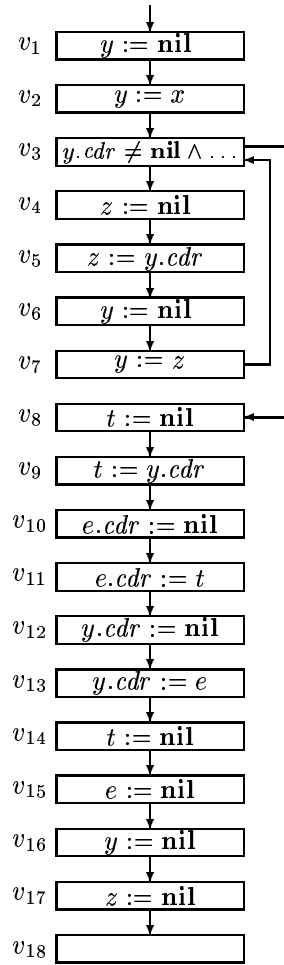 v₁ y := nil
v₂ y := x
v₃ y.cdr ≠ nil ∧ ...
v₄ z := nil
v₅ z := y.cdr
v₆ y := nil
v₇ y := z
v₈ t := nil
v₉ t := y.cdr
v₁₀ e.cdr := nil
v₁₁ e.cdr := t
v₁₂ y.cdr := nil
v₁₃ y.cdr := e
v₁₄ t := nil
v₁₅ e := nil
v₁₆ y := nil
v₁₇ z := nil
v₁₈